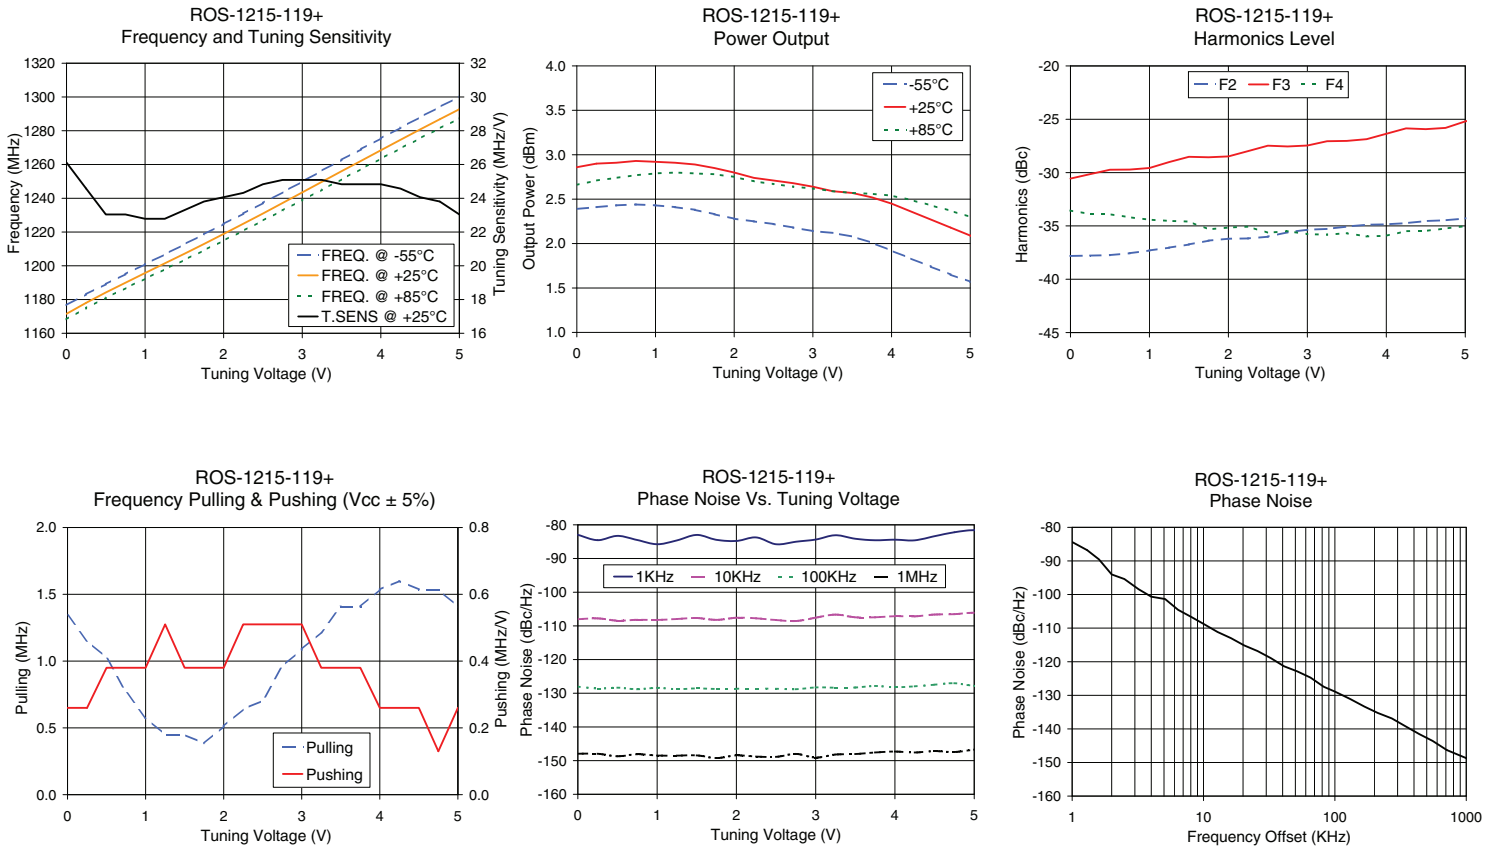 ROS-1215-119+
Frequency and Tuning Sensitivity
1320
1300
1280
1260
1240
1220
1200
1180
1160
32
30
28
26
24
22
20
18
16
Frequency (MHz)
Tuning Sensitivity (MHz/V)
FREQ. @ -55°C
FREQ. @ +25°C
FREQ. @ +85°C
T.SENS @ +25°C
0 1 2 3 4 5
Tuning Voltage (V)
ROS-1215-119+
Power Output
4.0
3.5
3.0
2.5
2.0
1.5
1.0
Output Power (dBm)
-55°C
+25°C
+85°C
0 1 2 3 4 5
Tuning Voltage (V)
ROS-1215-119+
Harmonics Level
-20
-25
-30
-35
-40
-45
Harmonics (dBc)
F2 F3 F4
0 1 2 3 4 5
Tuning Voltage (V)
ROS-1215-119+
Frequency Pulling & Pushing (Vcc ± 5%)
2.0
1.5
1.0
0.5
0.0
0.8
0.6
0.4
0.2
0.0
Pulling (MHz)
Pushing (MHz/V)
Pulling
Pushing
0 1 2 3 4 5
Tuning Voltage (V)
ROS-1215-119+
Phase Noise Vs. Tuning Voltage
-80
-90
-100
-110
-120
-130
-140
-150
-160
Phase Noise (dBc/Hz)
1KHz 10KHz 100KHz 1MHz
0 1 2 3 4 5
Tuning Voltage (V)
ROS-1215-119+
Phase Noise
-80
-90
-100
-110
-120
-130
-140
-150
-160
Phase Noise (dBc/Hz)
1 10 100 1000
Frequency Offset (KHz)